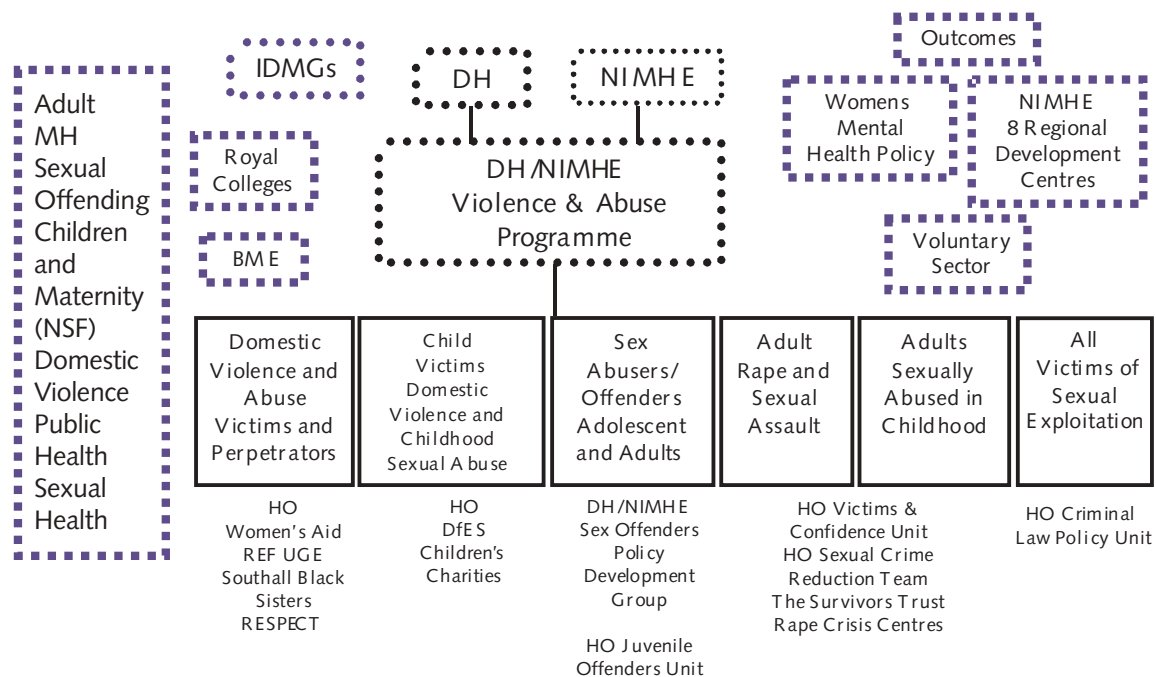 Adult
MH
Sexual
Offending
Children
and
Maternity
(NSF)
Domestic
Violence
Public
Health
Sexual
Health
IDMGs
Royal
Colleges
BME
DH
NIMHE
DH/NIMHE
Violence & Abuse
Programme
Outcomes
Womens
Mental
Health Policy
NIMHE
8 Regional
Development
Centres
Voluntary
Sector
Domestic
Violence and
Abuse
Victims and
Perpetrators
Child
Victims
Domestic
Violence and
Childhood
Sexual Abuse
Sex
Abusers/
Offenders
Adolescent
and Adults
Adult
Rape and
Sexual
Assault
Adults
Sexually
Abused in
Childhood
All
Victims of
Sexual
Exploitation
HO
Women's Aid
REFUGE
Southall Black
Sisters
RESPECT
HO
DfES
Children's
Charities
DH/NIMHE
Sex Offenders
Policy
Development
Group
HO Juvenile
Offenders Unit
HO Victims &
Confidence Unit
HO Sexual Crime
Reduction Team
The Survivors Trust
Rape Crisis Centres
HO Criminal
Law Policy Unit